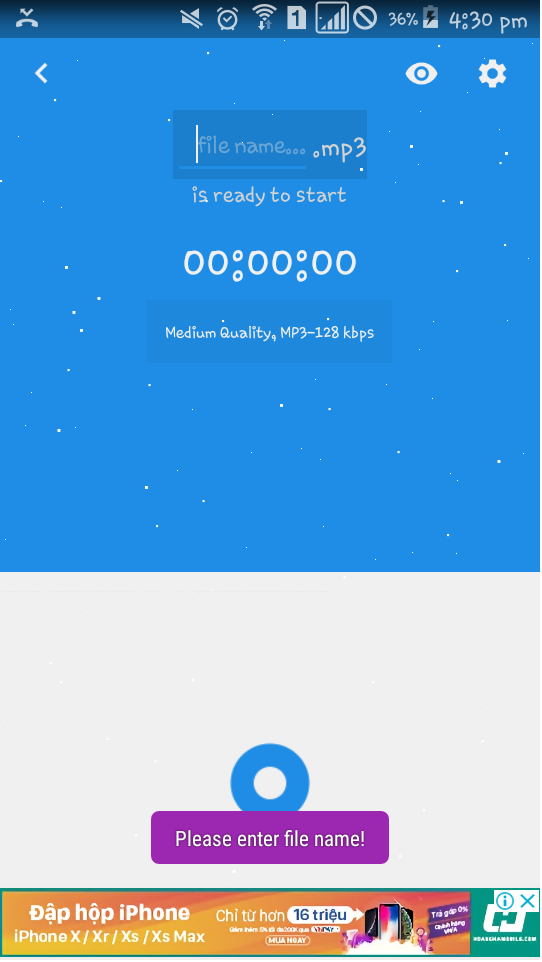 1
36%
4:30 pm
file name... .mp3
is ready to start
00:00:00
Medium Quality, MP3-128 kbps
Please enter file name!
Đập hộp iPhone
iPhone X / Xr / Xs / Xs Max
Chỉ từ hơn 16 triệu
MUA NGAY
Trả góp 0%
HOANGHAMOBILE.COM